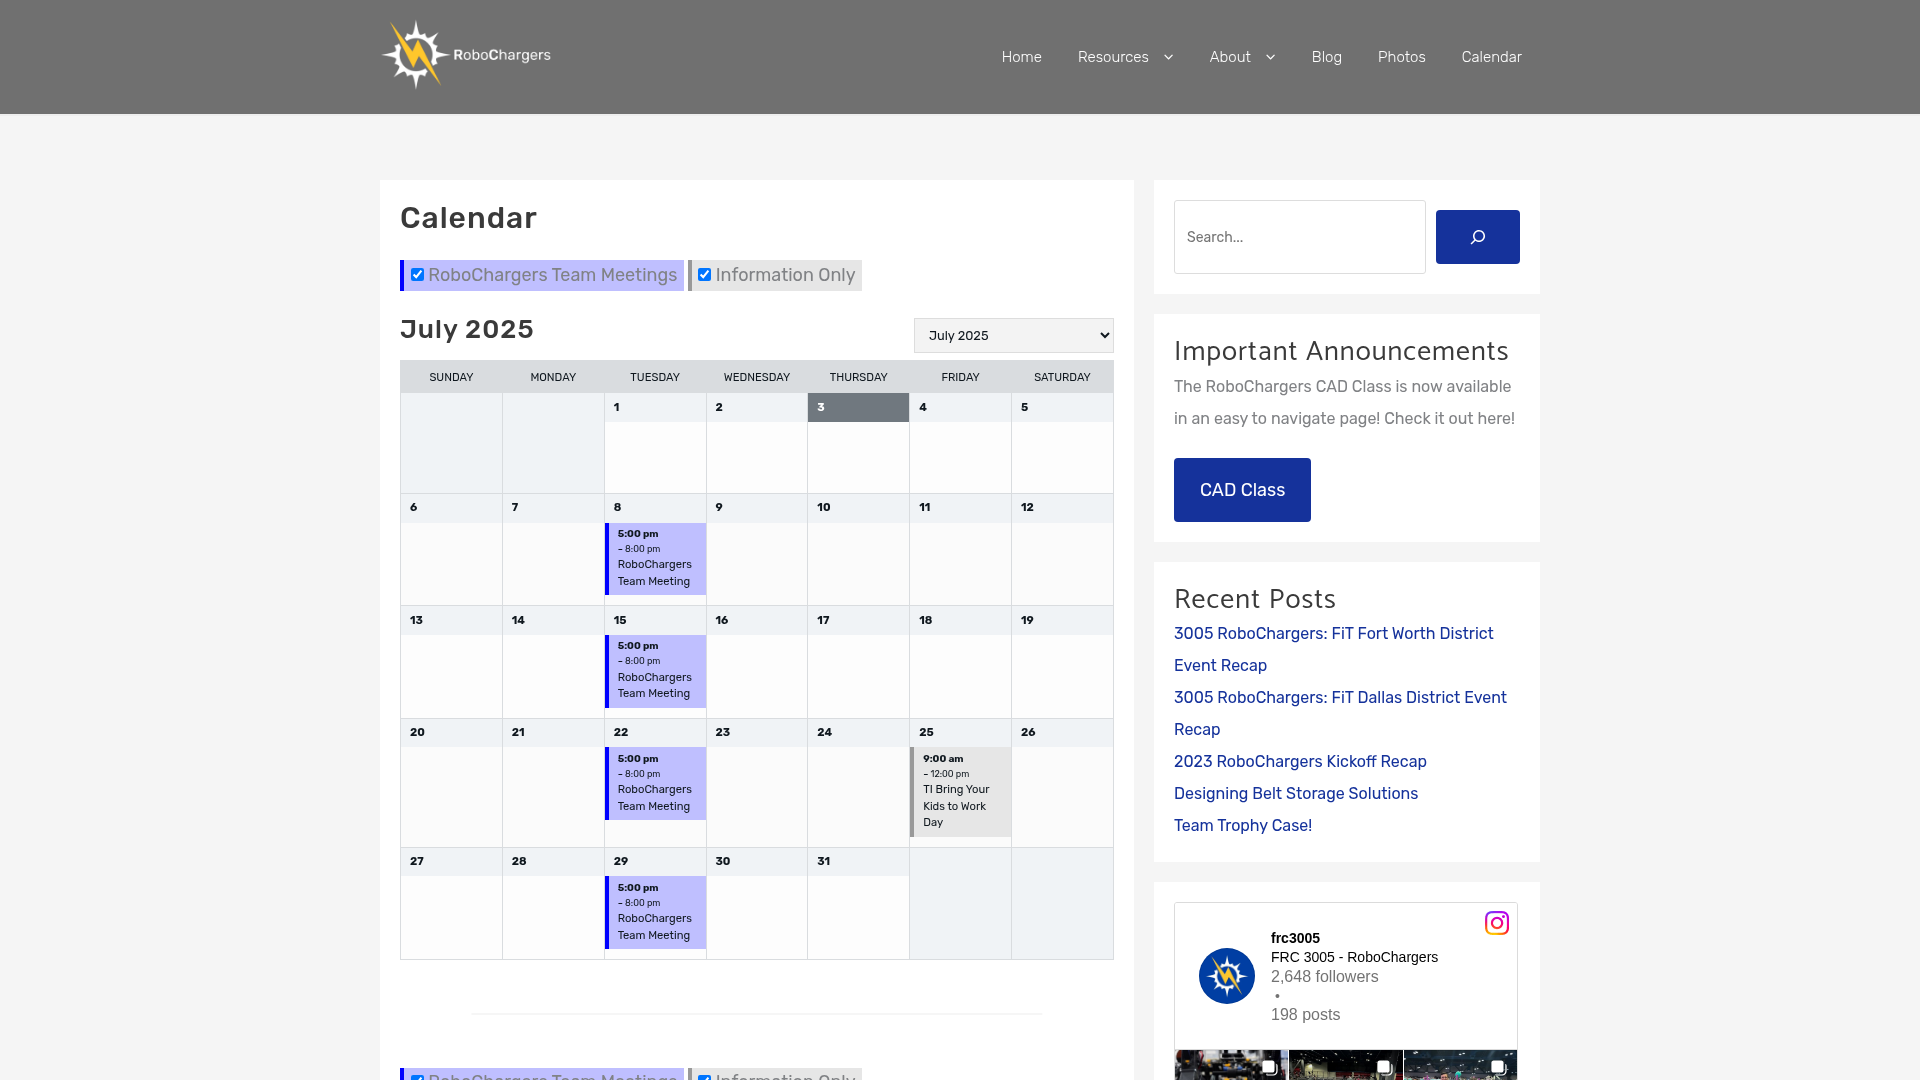 RoboChargers
Home
Resources
About
Blog
Photos
Calendar
Calendar
RoboChargers Team Meetings
Information Only
July 2025
July 2025
SUNDAY MONDAY TUESDAY WEDNESDAY THURSDAY FRIDAY SATURDAY
1 2 3 4 5
6 7 8 9 10 11 12
5:00 pm
– 8:00 pm
RoboChargers
Team Meeting
13 14 15 16 17 18 19
5:00 pm
– 8:00 pm
RoboChargers
Team Meeting
20 21 22 23 24 25 26
5:00 pm
– 8:00 pm
RoboChargers
Team Meeting
9:00 am
– 12:00 pm
TI Bring Your
Kids to Work
Day
27 28 29 30 31
5:00 pm
– 8:00 pm
RoboChargers
Team Meeting
RoboChargers Team Meetings
Information Only
Search...
Important Announcements
The RoboChargers CAD Class is now available
in an easy to navigate page! Check it out here!
CAD Class
Recent Posts
3005 RoboChargers: FiT Fort Worth District
Event Recap
3005 RoboChargers: FiT Dallas District Event
Recap
2023 RoboChargers Kickoff Recap
Designing Belt Storage Solutions
Team Trophy Case!
frc3005
FRC 3005 - RoboChargers
2,648 followers
•
198 posts